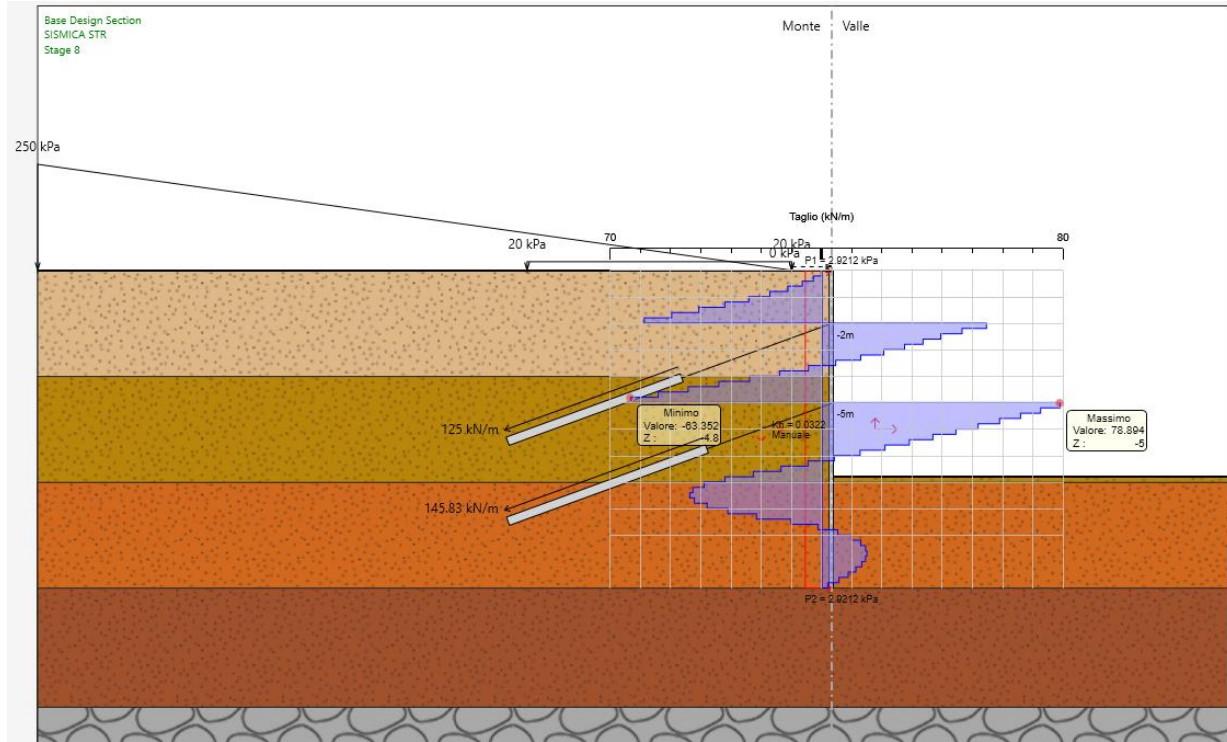 Base Design Section
SISMICA STR
Stage 8
Monte
Valle
250 kPa
Taglio (kN/m)
70
80
20 kPa
20 kPa
0 kPa
P1 = 2.9212 kPa
-2m
-5m
Minimo
Valore: -63.352
Z : -4.8
Kh = 0.0322
Manuale
Massimo
Valore: 78.894
Z : -5
125 kN/m
145.83 kN/m
P2 = 2.9212 kPa